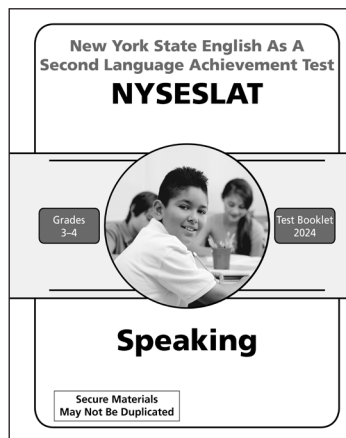 New York State English As A
Second Language Achievement Test
NYSESLAT
Grades
3–4
Test Booklet
2024
Speaking
Secure Materials
May Not Be Duplicated